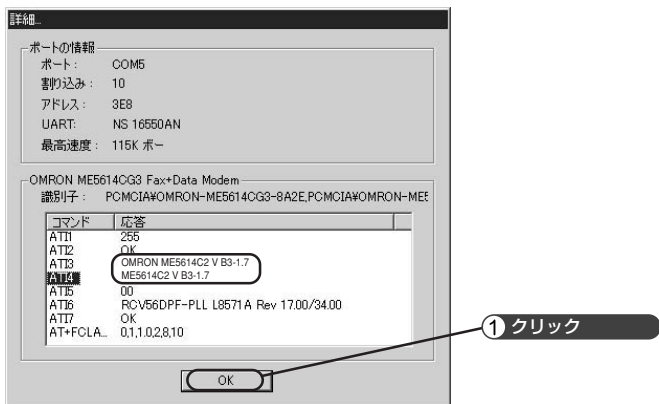 詳細...
ポートの情報
ポート： COM5
割り込み： 10
アドレス： 3E8
UART: NS 16550AN
最高速度： 115K ボー
OMRON ME5614CG3 Fax+Data Modem
識別子： PCMCIA¥OMRON-ME5614CG3-8A2E,PCMCIA¥OMRON-ME5
コマンド 応答
ATI1 255
ATI2 OK
ATI3 OMRON ME5614C2 V B3-1.7
ATI4 ME5614C2 V B3-1.7
ATI5 00
ATI6 RCV56DPF-PLL L8571A Rev 17.00/34.00
ATI7 OK
AT+FCLA... 0,1,1.0,2,8,10
① クリック
OK